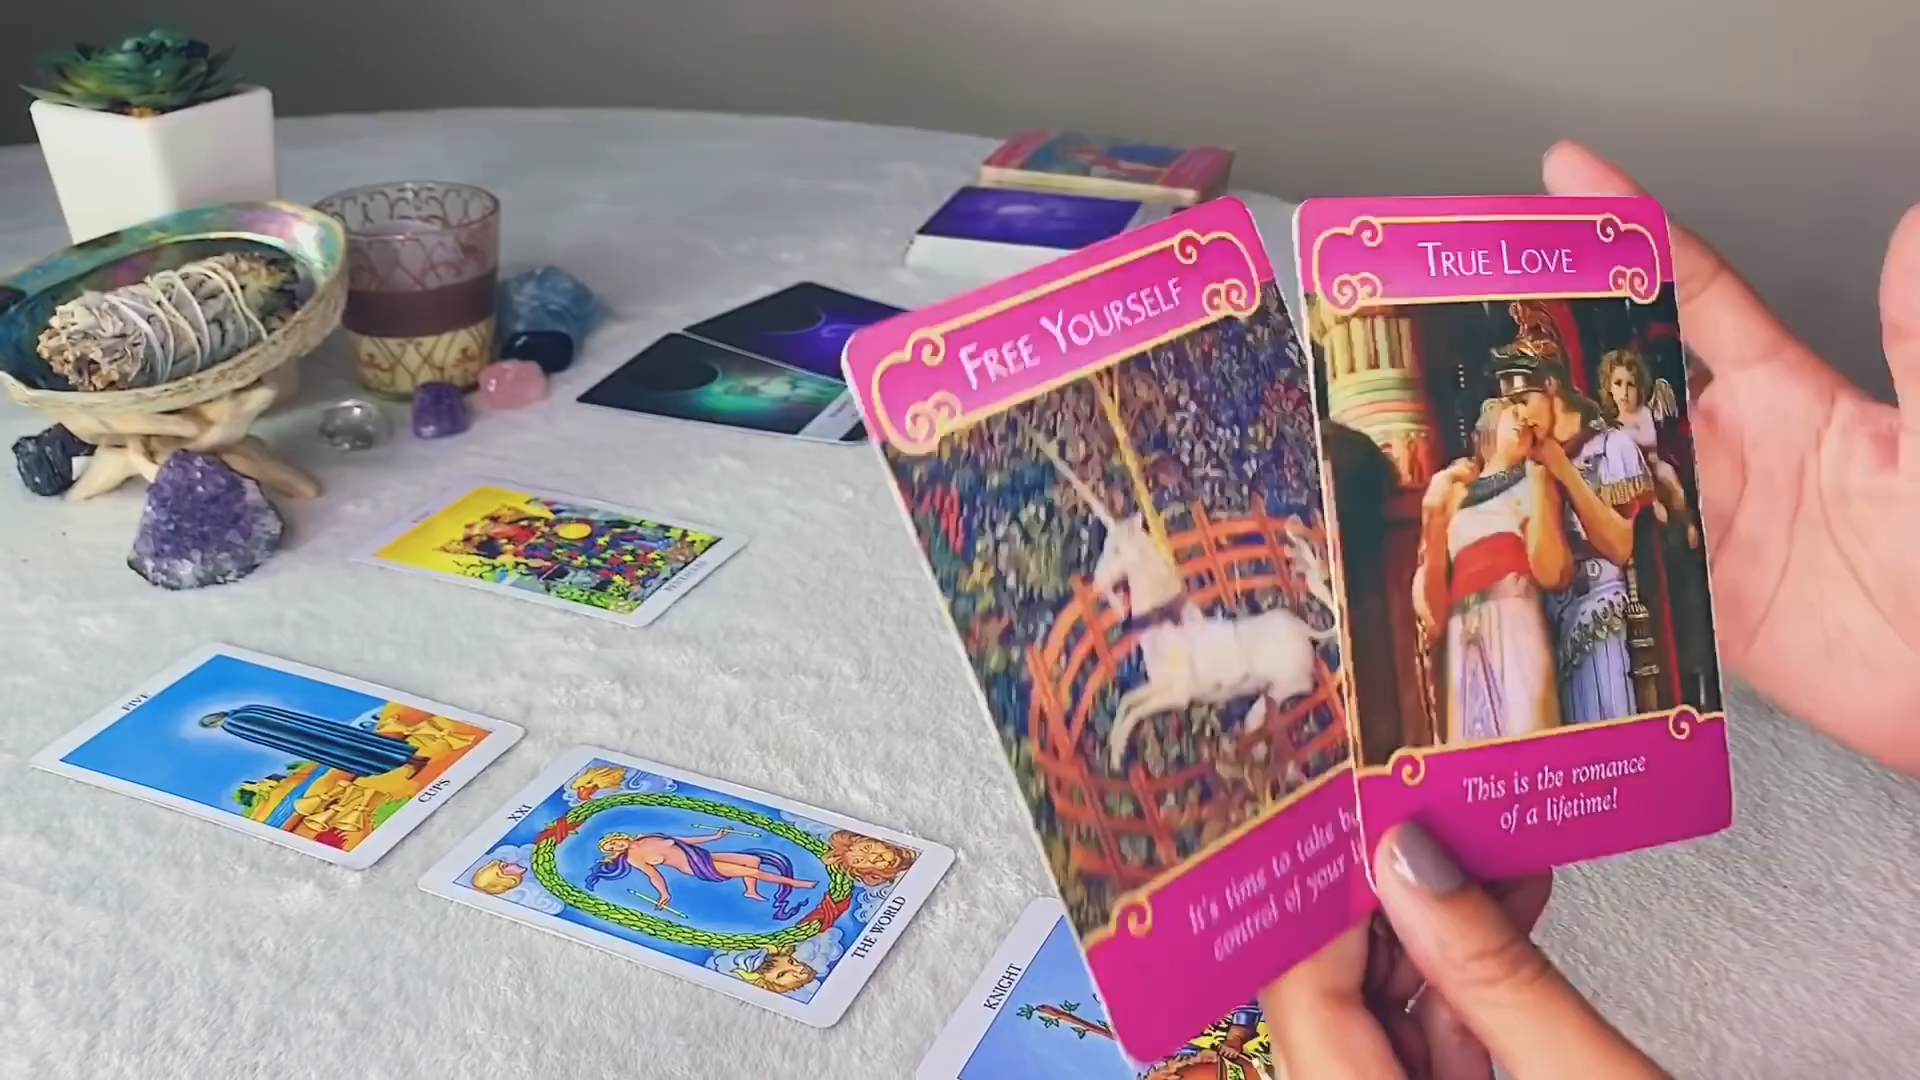 FREE YOURSELF
TRUE LOVE
It's time to take
control of your
This is the romance
of a lifetime!
PENTACLES
FIVE
CUPS
XXI
THE WORLD
KNIGHT